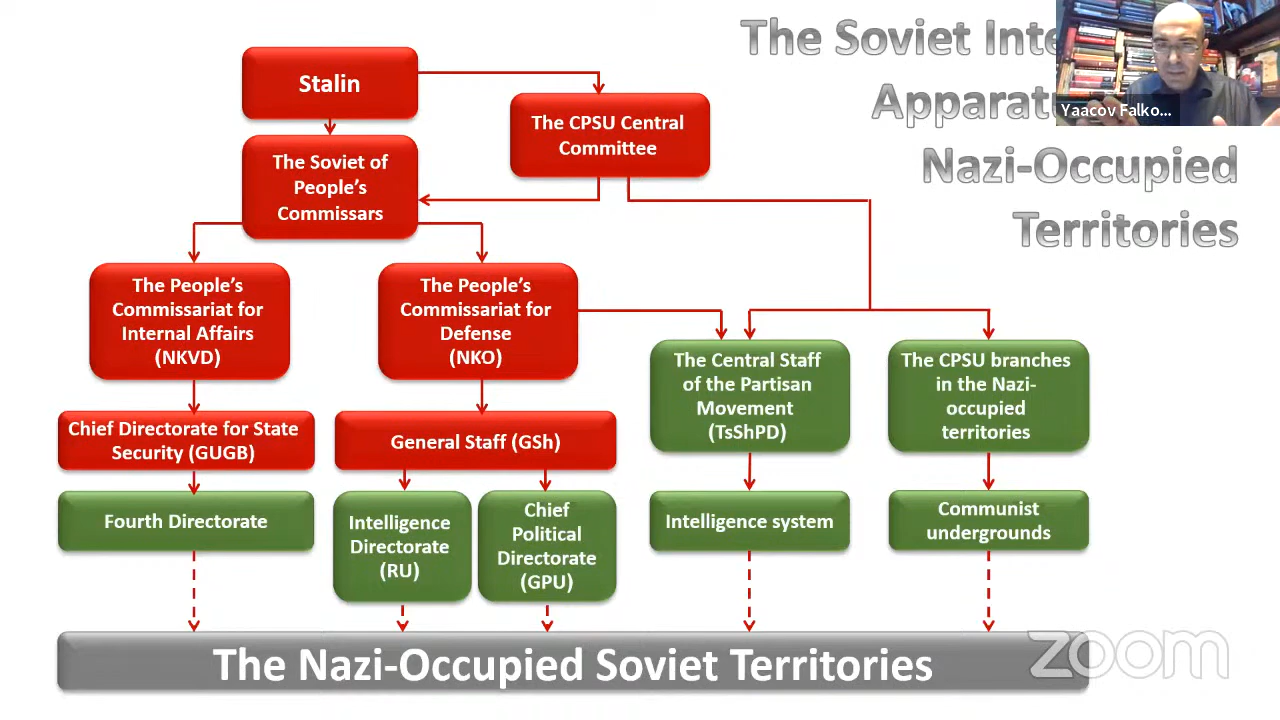 The Soviet
Apparat
Nazi-Occupied
Territories
Yaacov Falko...
Stalin
The CPSU Central
Committee
The Soviet of
People's
Commissars
The People's
Commissariat for
Internal Affairs
(NKVD)
The People's
Commissariat for
Defense
(NKO)
The Central Staff
of the Partisan
Movement
(TsShPD)
The CPSU branches
in the Nazi-
occupied
territories
Chief Directorate for State
Security (GUGB)
General Staff (GSh)
Fourth Directorate
Intelligence
Directorate
(RU)
Chief
Political
Directorate
(GPU)
Intelligence system
Communist
undergrounds
The Nazi-Occupied Soviet Territories
zoom